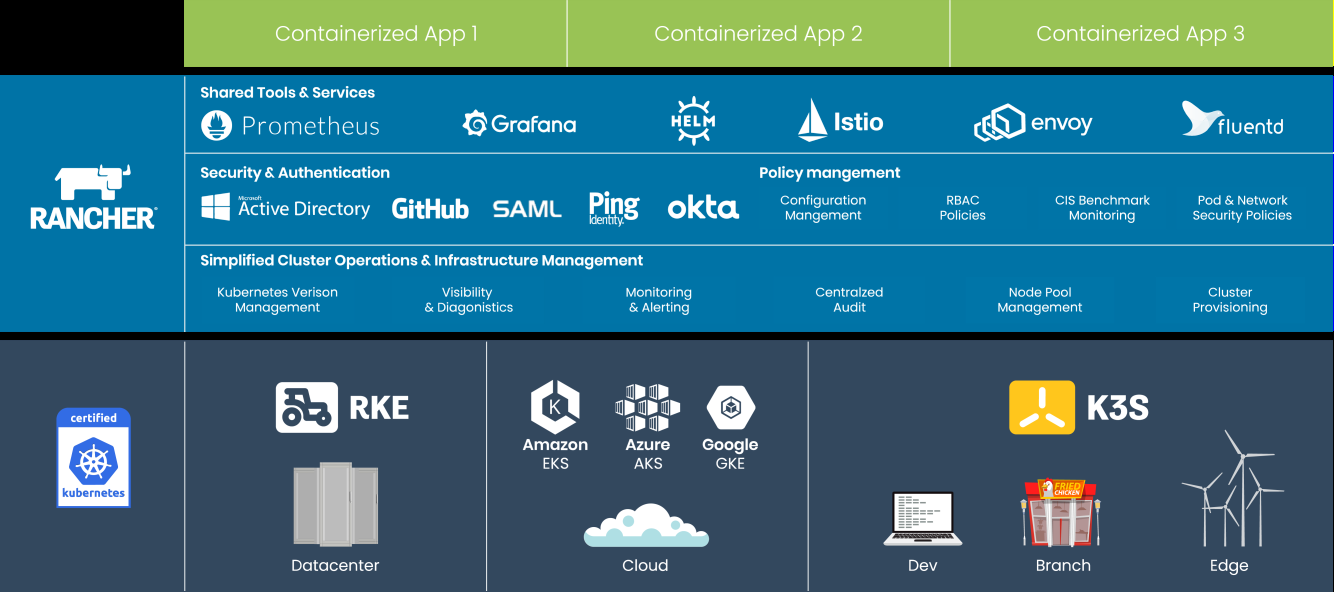 Containerized App 1
Containerized App 2
Containerized App 3
Shared Tools & Services
Prometheus
Grafana
HELM
Istio
envoy
fluentd
RANCHER®
Security & Authentication
Microsoft
Active Directory
GitHub
SAML
Ping
Identity.
okta
Policy mangement
Configuration
Mangement
RBAC
Policies
CIS Benchmark
Monitoring
Pod & Network
Security Policies
Simplified Cluster Operations & Infrastructure Management
Kubernetes Verison
Management
Visibility
& Diagonistics
Monitoring
& Alerting
Centralzed
Audit
Node Pool
Management
Cluster
Provisioning
certified
kubernetes
RKE
Datacenter
K
Amazon
EKS
Azure
AKS
Google
GKE
Cloud
K3S
Dev
FRIED
CHICKEN
Branch
Edge